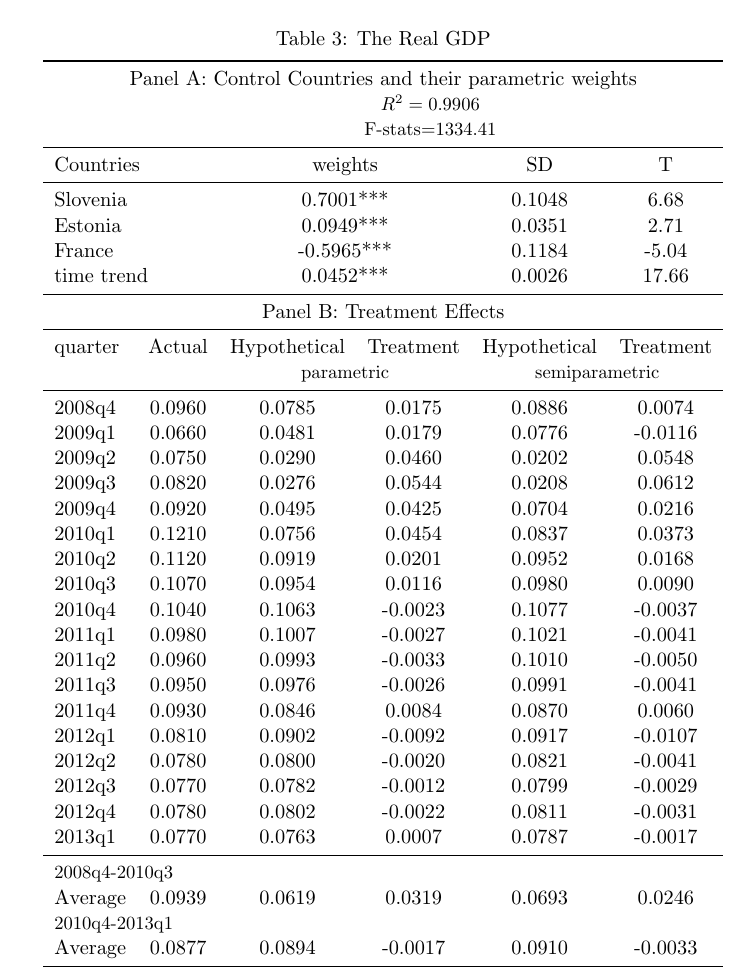 Table 3: The Real GDP
Panel A: Control Countries and their parametric weights
R² = 0.9906
F-stats=1334.41
Countries weights SD T
Slovenia 0.7001*** 0.1048 6.68
Estonia 0.0949*** 0.0351 2.71
France -0.5965*** 0.1184 -5.04
time trend 0.0452*** 0.0026 17.66
Panel B: Treatment Effects
quarter Actual Hypothetical Treatment Hypothetical Treatment
parametric semiparametric
2008q4 0.0960 0.0785 0.0175 0.0886 0.0074
2009q1 0.0660 0.0481 0.0179 0.0776 -0.0116
2009q2 0.0750 0.0290 0.0460 0.0202 0.0548
2009q3 0.0820 0.0276 0.0544 0.0208 0.0612
2009q4 0.0920 0.0495 0.0425 0.0704 0.0216
2010q1 0.1210 0.0756 0.0454 0.0837 0.0373
2010q2 0.1120 0.0919 0.0201 0.0952 0.0168
2010q3 0.1070 0.0954 0.0116 0.0980 0.0090
2010q4 0.1040 0.1063 -0.0023 0.1077 -0.0037
2011q1 0.0980 0.1007 -0.0027 0.1021 -0.0041
2011q2 0.0960 0.0993 -0.0033 0.1010 -0.0050
2011q3 0.0950 0.0976 -0.0026 0.0991 -0.0041
2011q4 0.0930 0.0846 0.0084 0.0870 0.0060
2012q1 0.0810 0.0902 -0.0092 0.0917 -0.0107
2012q2 0.0780 0.0800 -0.0020 0.0821 -0.0041
2012q3 0.0770 0.0782 -0.0012 0.0799 -0.0029
2012q4 0.0780 0.0802 -0.0022 0.0811 -0.0031
2013q1 0.0770 0.0763 0.0007 0.0787 -0.0017
2008q4-2010q3
Average 0.0939 0.0619 0.0319 0.0693 0.0246
2010q4-2013q1
Average 0.0877 0.0894 -0.0017 0.0910 -0.0033